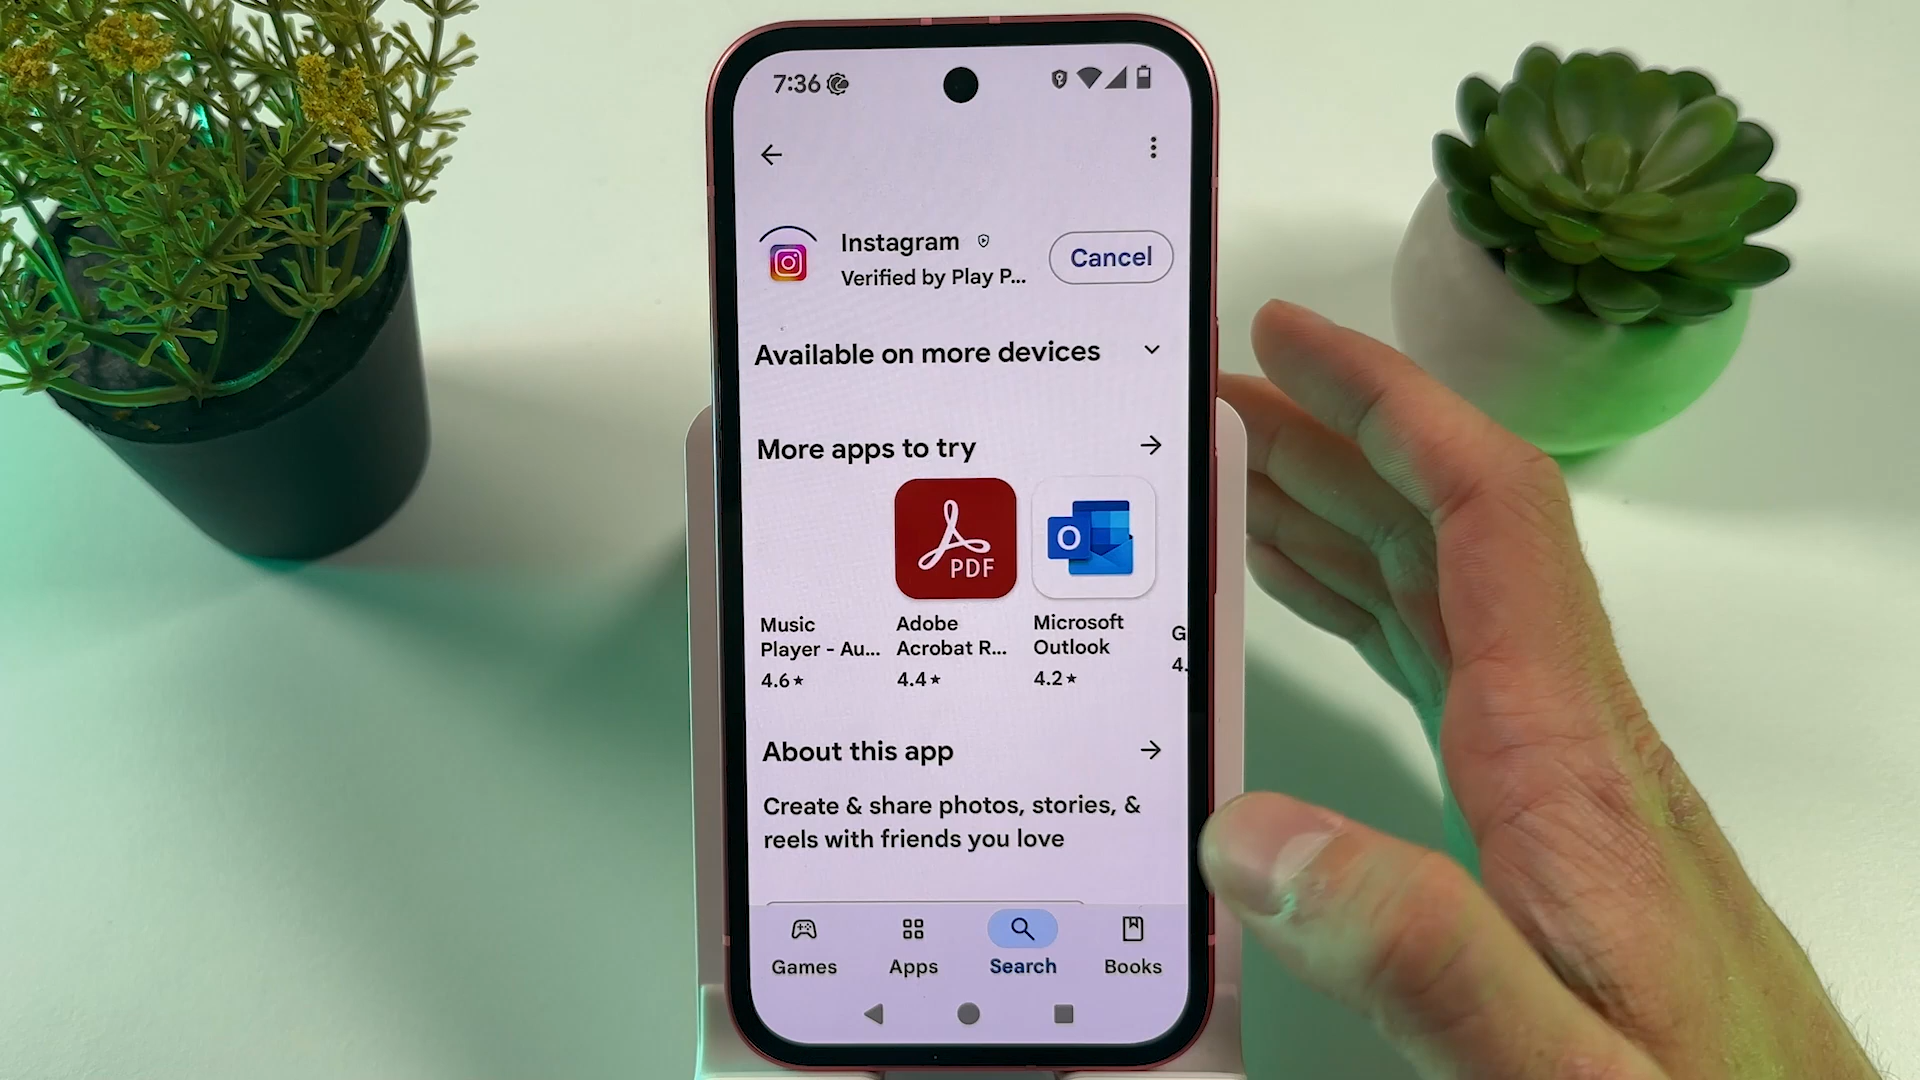 7:36
Instagram
Verified by Play P...
Cancel
Available on more devices
More apps to try
PDF
O
Music
Player - Au...
4.6★
Adobe
Acrobat R...
4.4★
Microsoft
Outlook
4.2★
G
4.
About this app
Create & share photos, stories, &
reels with friends you love
Games
Apps
Search
Books